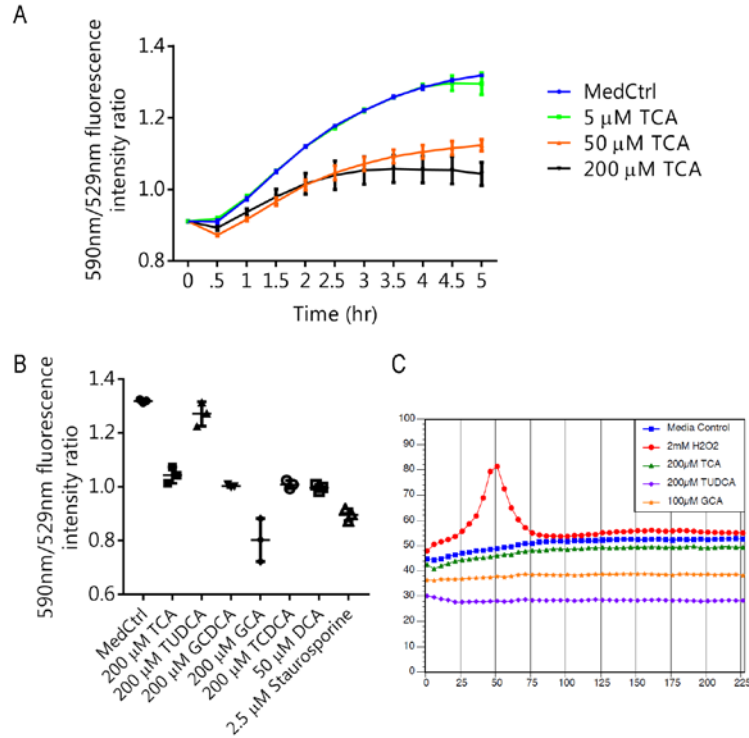 A
590nm/529nm fluorescence
intensity ratio
1.4
1.2
1.0
0.8
0 .5 1 1.5 2 2.5 3 3.5 4 4.5 5
Time (hr)
MedCtrl
5 μM TCA
50 μM TCA
200 μM TCA
B
590nm/529nm fluorescence
intensity ratio
1.4
1.2
1.0
0.8
0.6
MedCtrl
200 μM TCA
200 μM TUDCA
200 μM GCDCA
200 μM GCA
200 μM TCDCA
50 μM DCA
2.5 μM Staurosporine
C
100
90
80
70
60
50
40
30
20
10
0
0 25 50 75 100 125 150 175 200 225
Media Control
2mM H2O2
200μM TCA
200μM TUDCA
100μM GCA